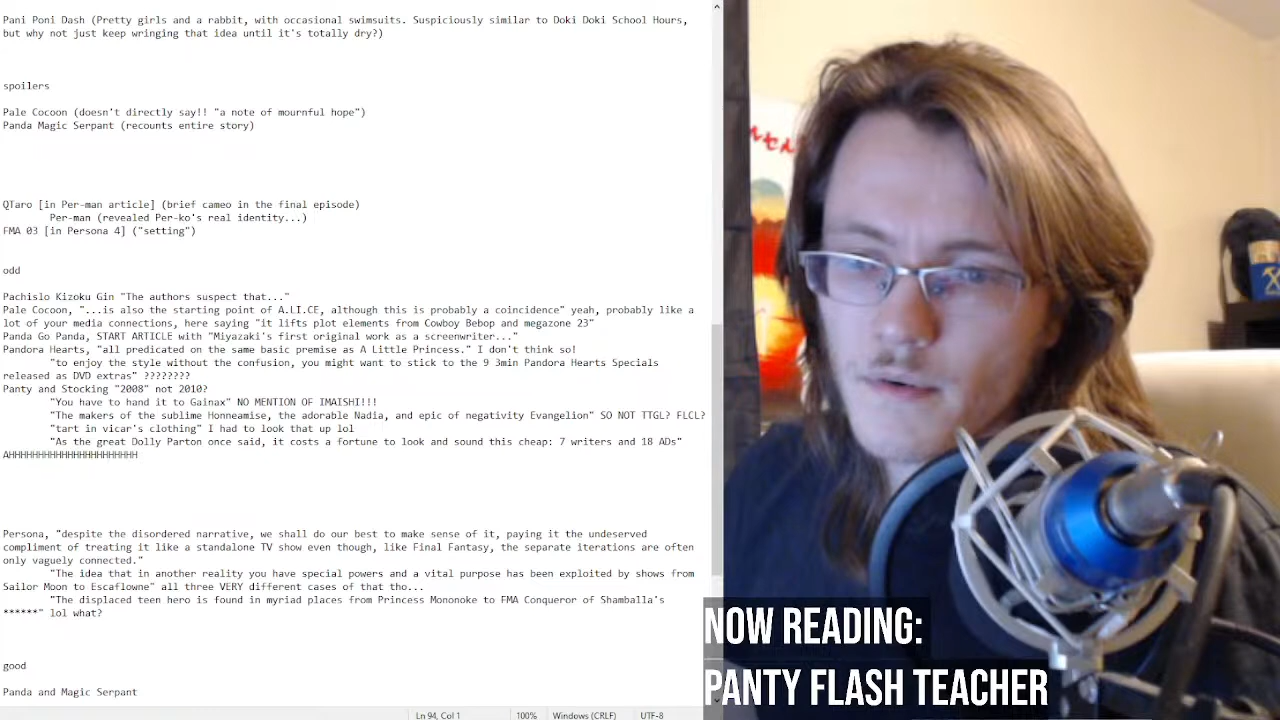 Pani Poni Dash (Pretty girls and a rabbit, with occasional swimsuits. Suspiciously similar to Doki Doki School Hours,
but why not just keep wringing that idea until it's totally dry?)
spoilers
Pale Cocoon (doesn't directly say!! "a note of mournful hope")
Panda Magic Serpant (recounts entire story)
QTaro [in Per-man article] (brief cameo in the final episode)
Per-man (revealed Per-ko's real identity...)
FMA 03 [in Persona 4] ("setting")
odd
Pachislo Kizoku Gin "The authors suspect that..."
Pale Cocoon, "...is also the starting point of A.LI.CE, although this is probably a coincidence" yeah, probably like a
lot of your media connections, here saying "it lifts plot elements from Cowboy Bebop and megazone 23"
Panda Go Panda, START ARTICLE with "Miyazaki's first original work as a screenwriter..."
Pandora Hearts, "all predicated on the same basic premise as A Little Princess." I don't think so!
"to enjoy the style without the confusion, you might want to stick to the 9 3min Pandora Hearts Specials
released as DVD extras" ????????
Panty and Stocking "2008" not 2010?
"You have to hand it to Gainax" NO MENTION OF IMAISHI!!!
"The makers of the sublime Honneamise, the adorable Nadia, and epic of negativity Evangelion" SO NOT TTGL? FLCL?
"tart in vicar's clothing" I had to look that up lol
"As the great Dolly Parton once said, it costs a fortune to look and sound this cheap: 7 writers and 18 ADs"
AHHHHHHHHHHHHHHHHHHHHHH
Persona, "despite the disordered narrative, we shall do our best to make sense of it, paying it the undeserved
compliment of treating it like a standalone TV show even though, like Final Fantasy, the separate iterations are often
only vaguely connected."
"The idea that in another reality you have special powers and a vital purpose has been exploited by shows from
Sailor Moon to Escaflowne" all three VERY different cases of that tho...
"The displaced teen hero is found in myriad places from Princess Mononoke to FMA Conqueror of Shamballa's
******" lol what?
good
Panda and Magic Serpant
Ln 94, Col 1 100% Windows (CRLF) UTF-8
NOW READING:
PANTY FLASH TEACHER